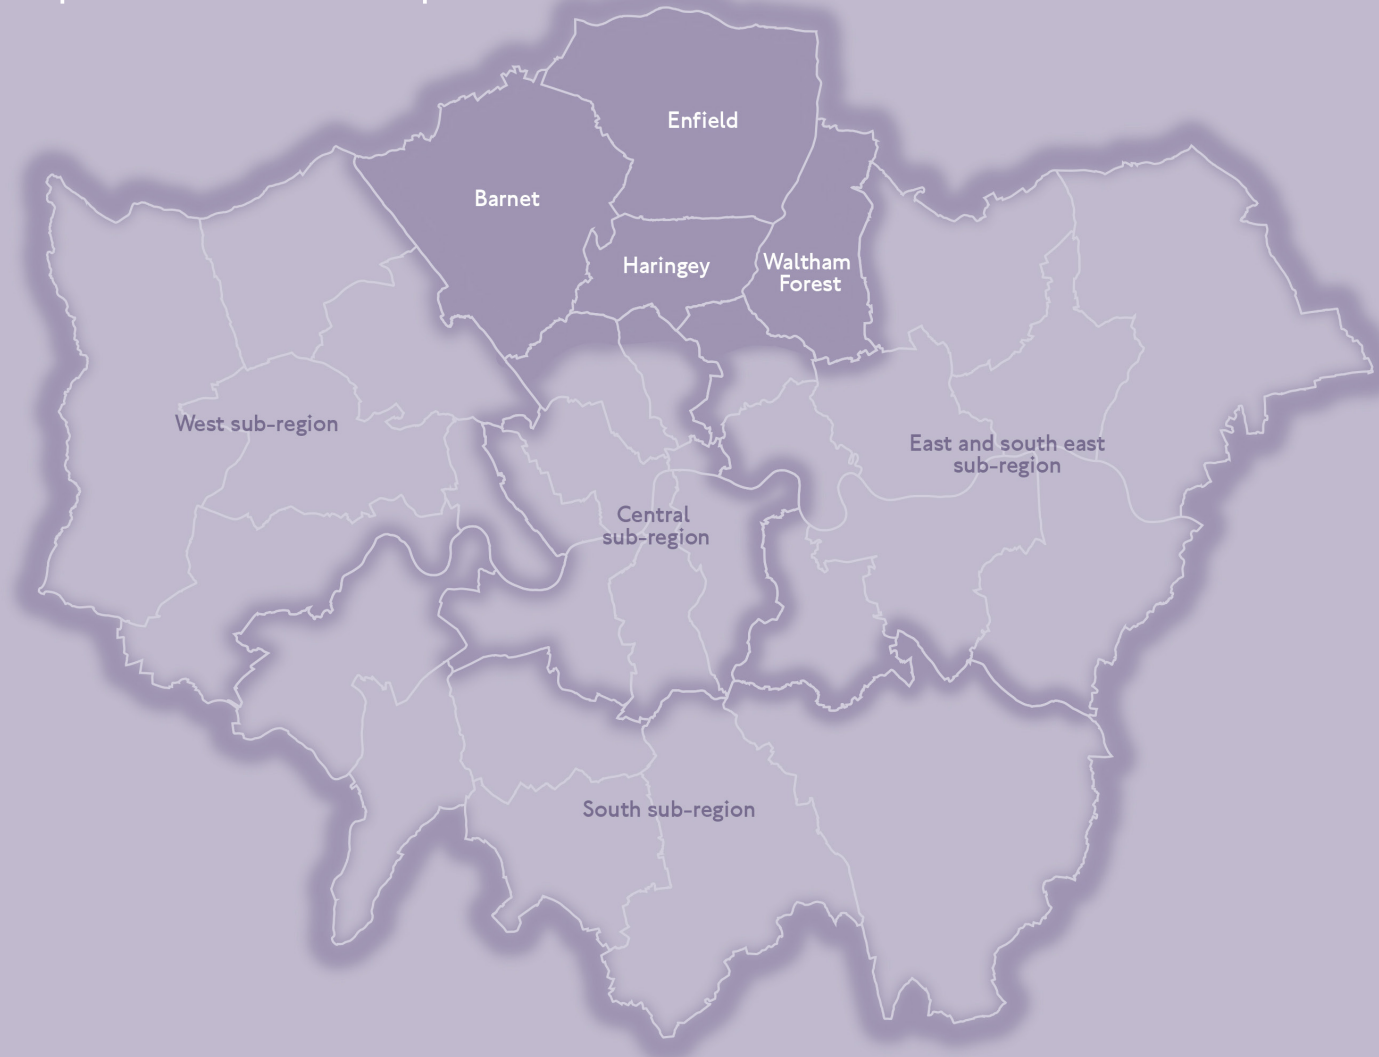 Enfield
Barnet
Haringey
Waltham
Forest
West sub-region
East and south east
sub-region
Central
sub-region
South sub-region